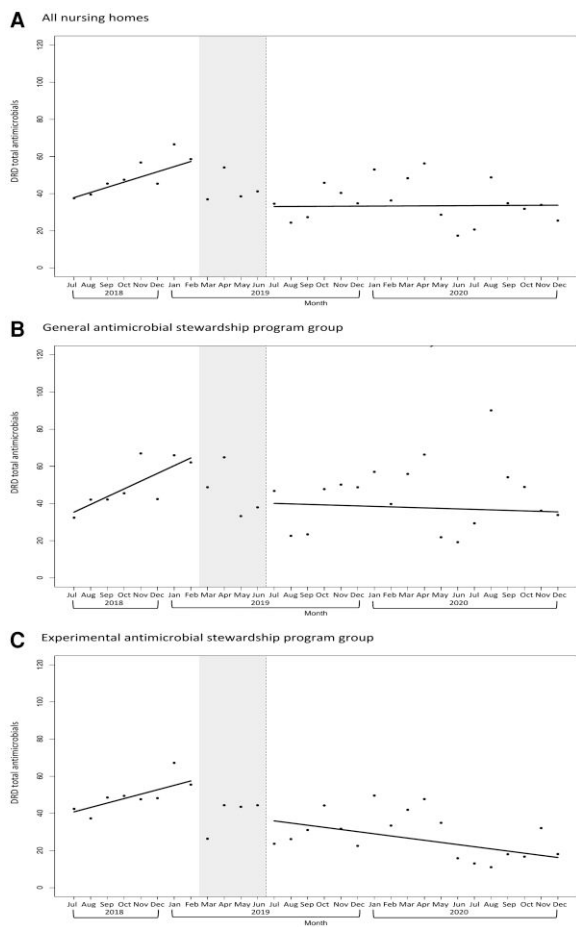 A All nursing homes
DRD total antimicrobials
120
100
80
60
40
20
0
Jul Aug Sep Oct Nov Dec Jan Feb Mar Apr May Jun Jul Aug Sep Oct Nov Dec Jan Feb Mar Apr May Jun Jul Aug Sep Oct Nov Dec
2018 2019 2020
Month
B General antimicrobial stewardship program group
DRD total antimicrobials
120
100
80
60
40
20
0
Jul Aug Sep Oct Nov Dec Jan Feb Mar Apr May Jun Jul Aug Sep Oct Nov Dec Jan Feb Mar Apr May Jun Jul Aug Sep Oct Nov Dec
2018 2019 2020
Month
C Experimental antimicrobial stewardship program group
DRD total antimicrobials
120
100
80
60
40
20
0
Jul Aug Sep Oct Nov Dec Jan Feb Mar Apr May Jun Jul Aug Sep Oct Nov Dec Jan Feb Mar Apr May Jun Jul Aug Sep Oct Nov Dec
2018 2019 2020
Month